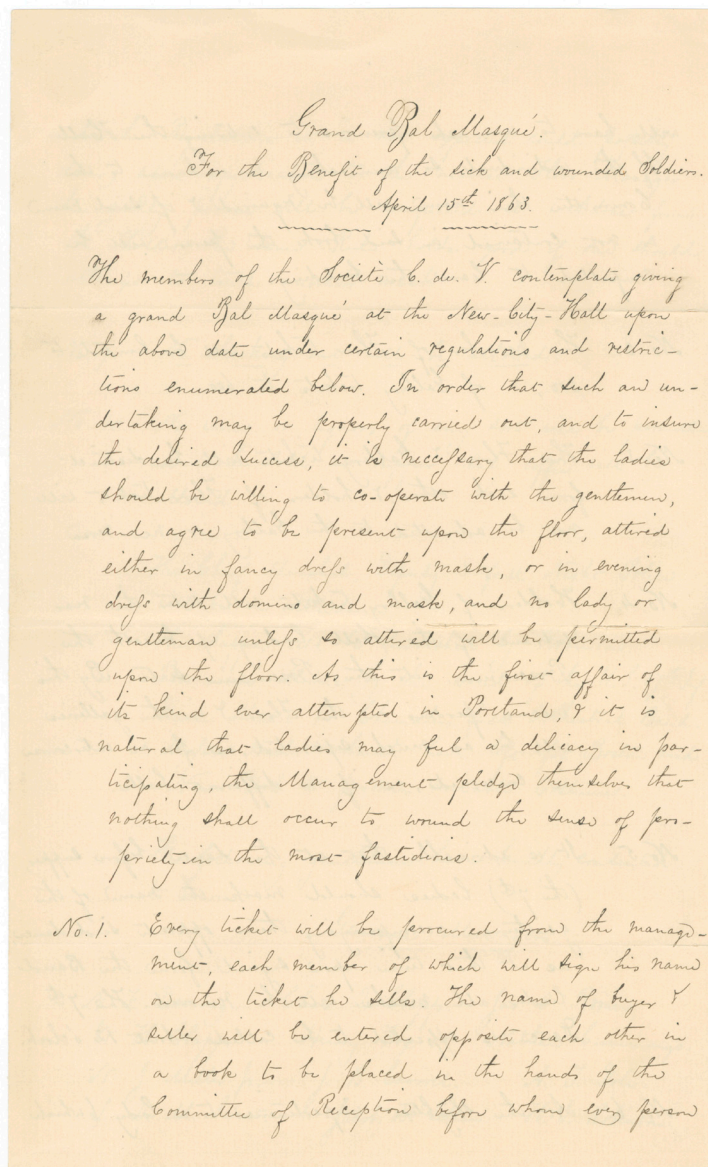 Grand Bal Masqué.
For the Benefit of the sick and wounded Soldiers.
April 15th 1863.
The members of the Societè C. de. V. contemplate giving
a grand Bal Masqué at the New-City-Hall upon
the above date under certain regulations and restric-
tions enumerated below. In order that such an un-
dertaking may be properly carried out, and to insure
the desired success, it is neccessary that the ladies
should be willing to co-operate with the gentlemen,
and agree to be present upon the floor, attired
either in fancy dress with mask, or in evening
dress with domino and mask, and no lady or
gentleman unless so attired will be permitted
upon the floor. As this is the first affair of
its kind ever attempted in Portland, & it is
natural that ladies may feel a delicacy in par-
ticipating, the Management pledge themselves that
nothing shall occur to wound the sense of pro-
priety in the most fastidious.
No. 1. Every ticket will be procured from the manage-
ment, each member of which will sign his name
on the ticket he sells. The name of buyer &
seller will be entered opposite each other in
a book to be placed in the hands of the
Committee of Reception before whom every person